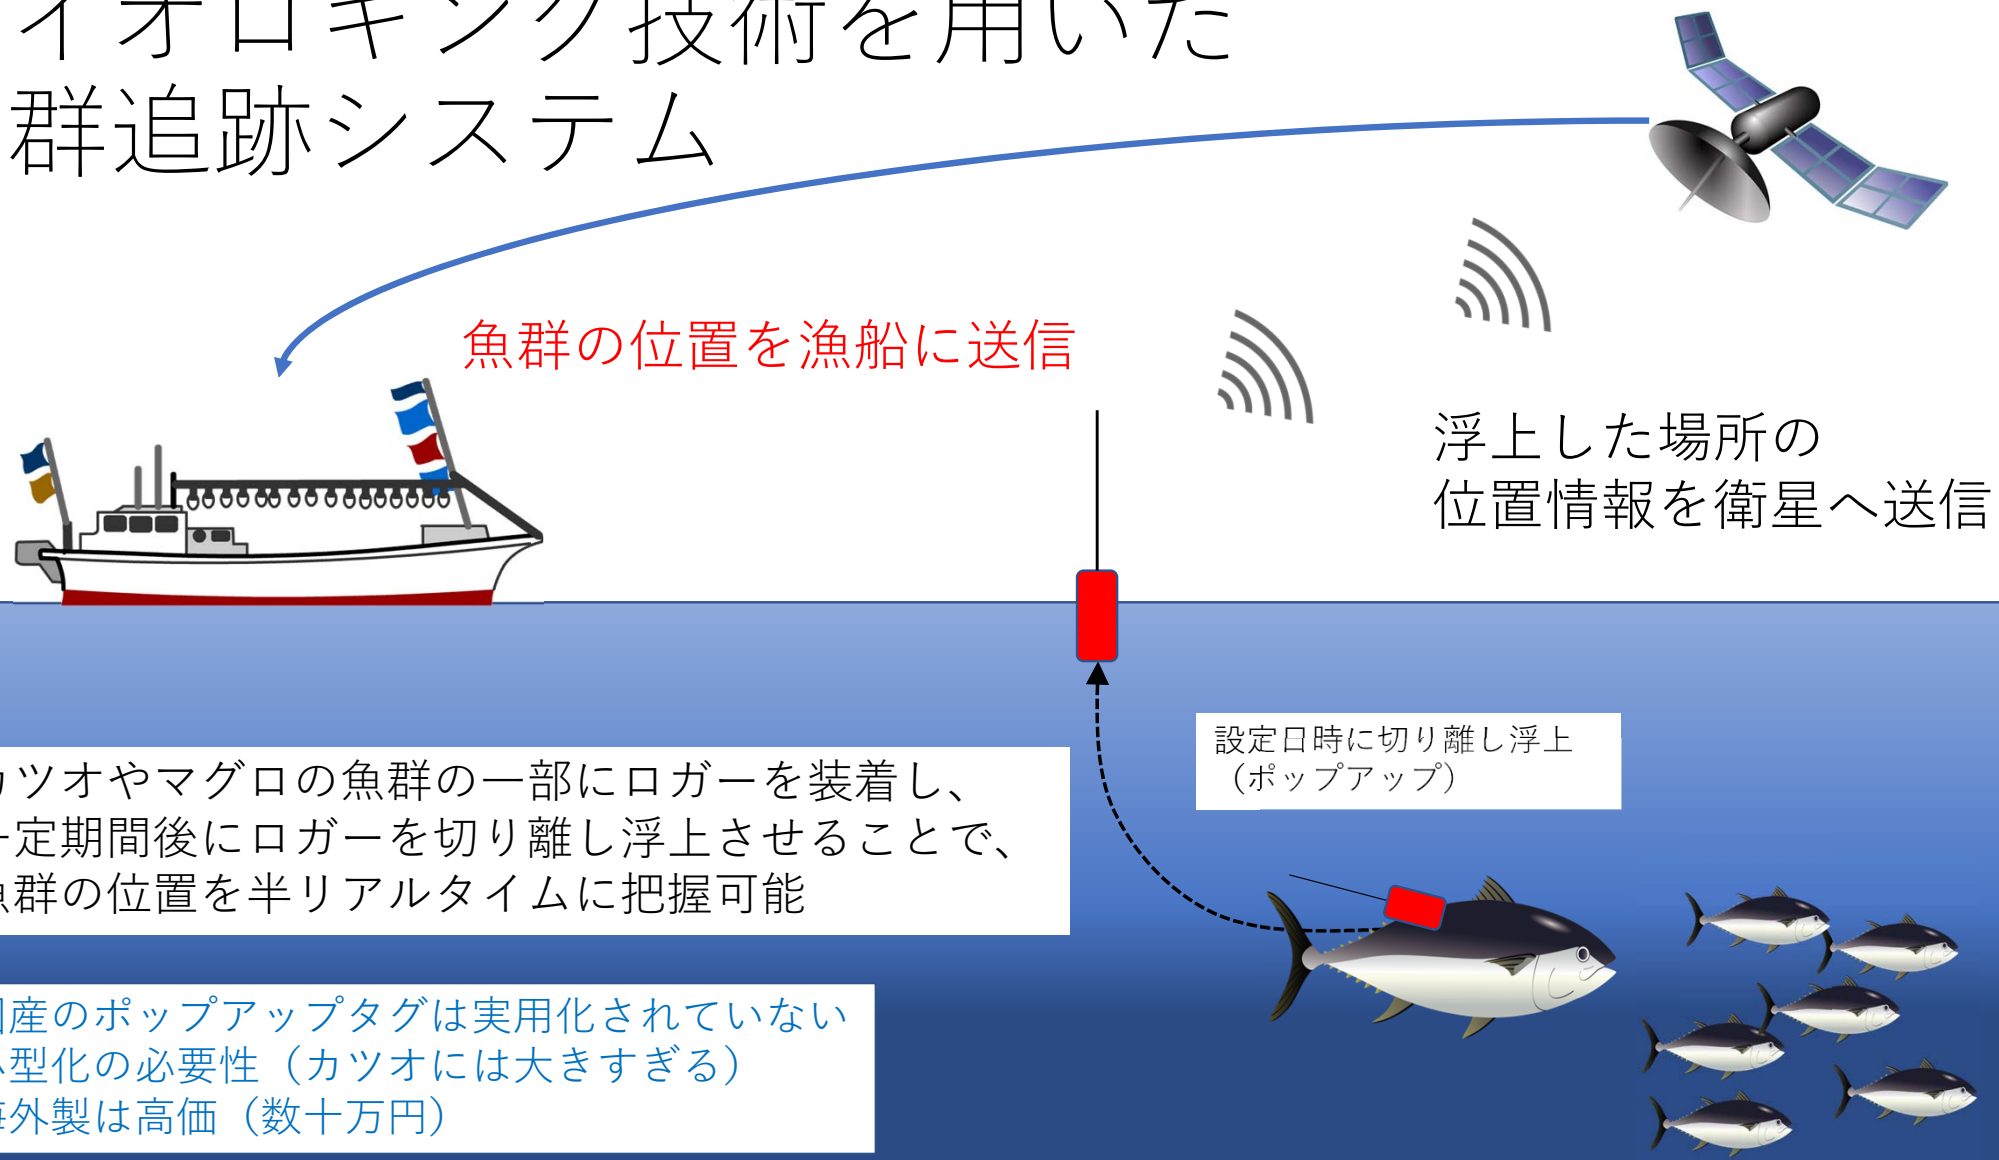 イオロギング技術を用いた
群追跡システム
魚群の位置を漁船に送信
浮上した場所の
位置情報を衛星へ送信
設定日時に切り離し浮上
（ポップアップ）
カツオやマグロの魚群の一部にロガーを装着し、
一定期間後にロガーを切り離し浮上させることで、
魚群の位置を半リアルタイムに把握可能
国産のポップアップタグは実用化されていない
小型化の必要性（カツオには大きすぎる）
海外製は高価（数十万円）